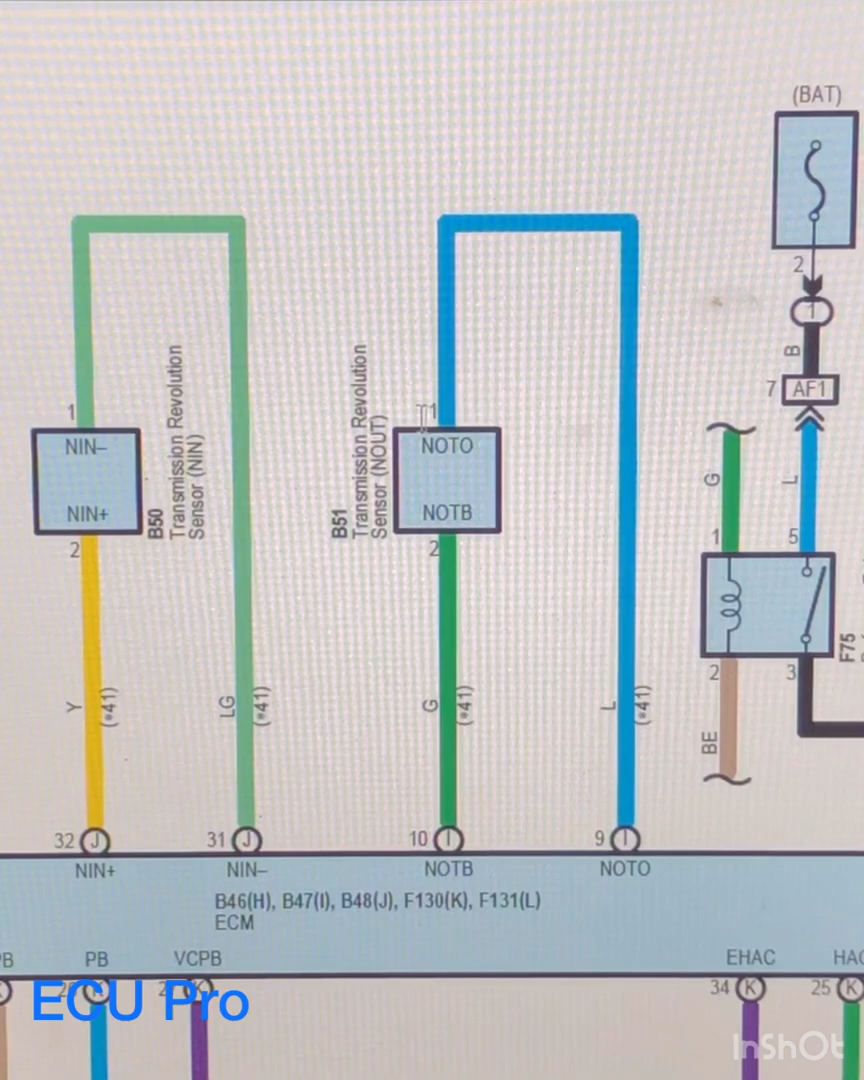 (BAT)
2
1
B
7
AF1
1
NIN–
NIN+
2
B50
Transmission Revolution
Sensor (NIN)
1
NOTO
NOTB
2
B51
Transmission Revolution
Sensor (NOUT)
G
L
1
5
2
3
F75
BE
Y
(*41)
LG
(*41)
G
(*41)
L
(*41)
32
J
31
J
10
I
9
I
NIN+
NIN–
NOTB
NOTO
B46(H), B47(I), B48(J), F130(K), F131(L)
ECM
PB
VCPB
EHAC
K
K
34
K
25
K
ECU Pro
InShOt